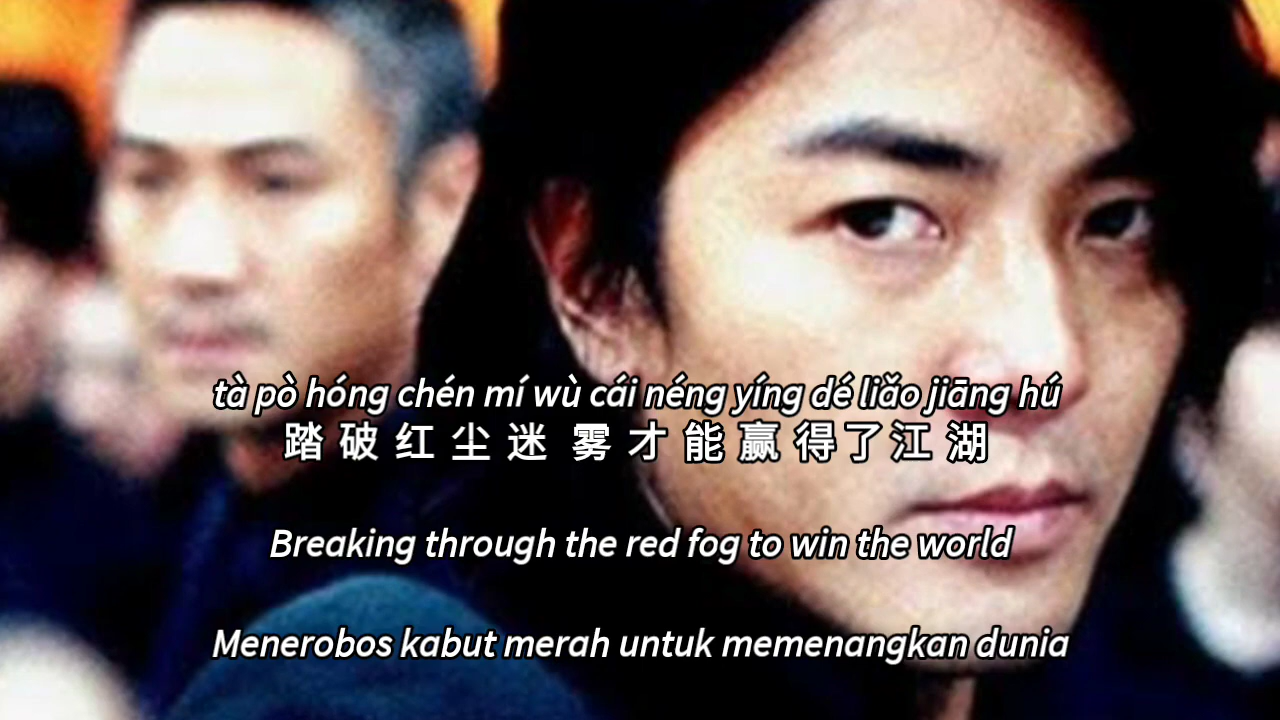 tà pò hóng chén mí wù cái néng yíng dé liǎo jiāng hú
踏破红尘迷雾才能赢得了江湖
Breaking through the red fog to win the world
Menerobos kabut merah untuk memenangkan dunia